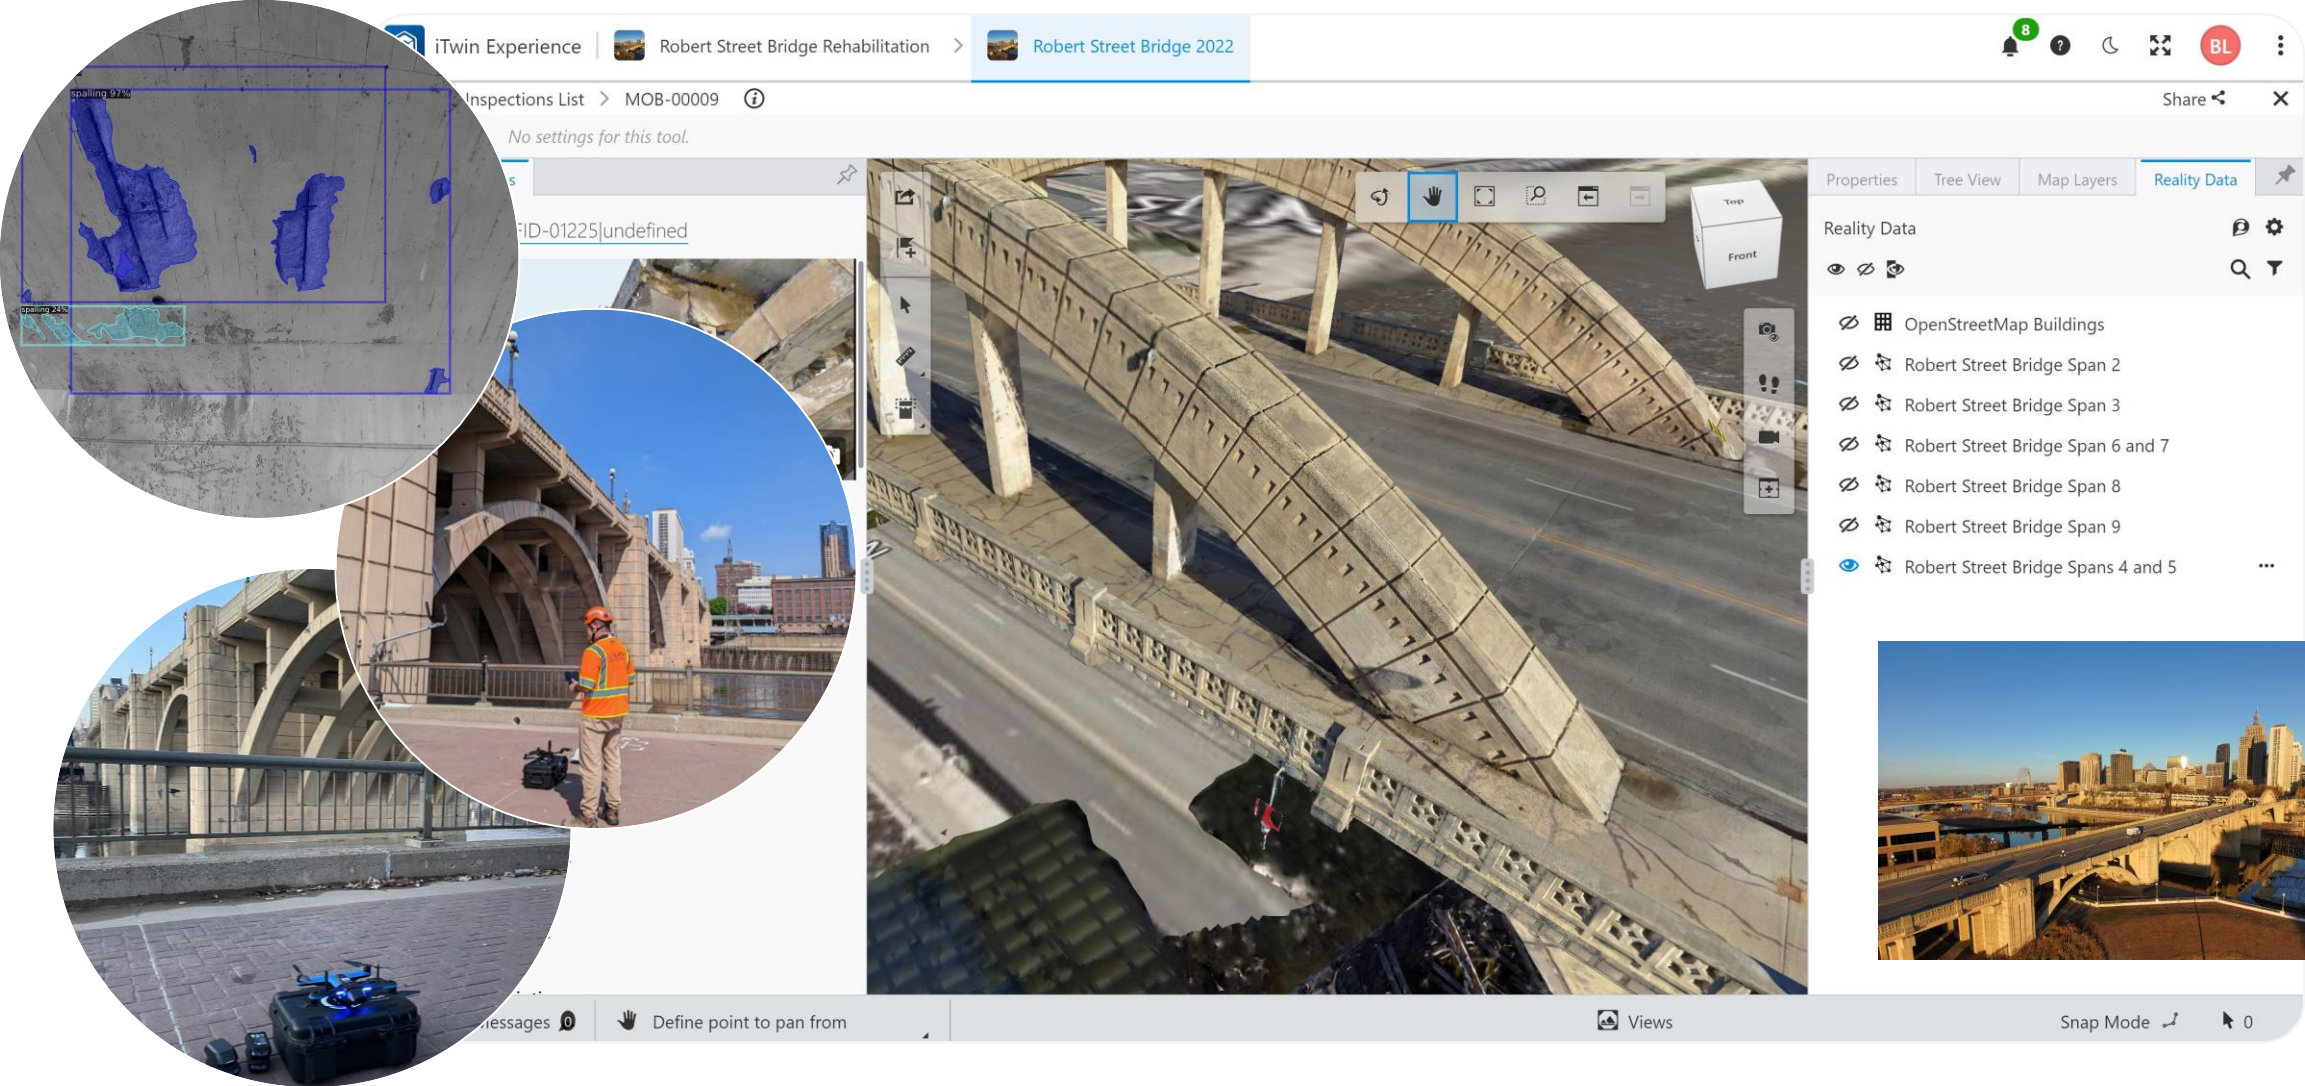 iTwin Experience
Robert Street Bridge Rehabilitation
Robert Street Bridge 2022
8
BL
Inspections List > MOB-00009
Share
No settings for this tool.
s
Properties
Tree View
Map Layers
Reality Data
FID-01225|undefined
Reality Data
Top
Front
OpenStreetMap Buildings
Robert Street Bridge Span 2
Robert Street Bridge Span 3
Robert Street Bridge Span 6 and 7
Robert Street Bridge Span 8
Robert Street Bridge Span 9
Robert Street Bridge Spans 4 and 5
spalling 97%
spalling 24%
essages 0
Define point to pan from
Views
Snap Mode
0